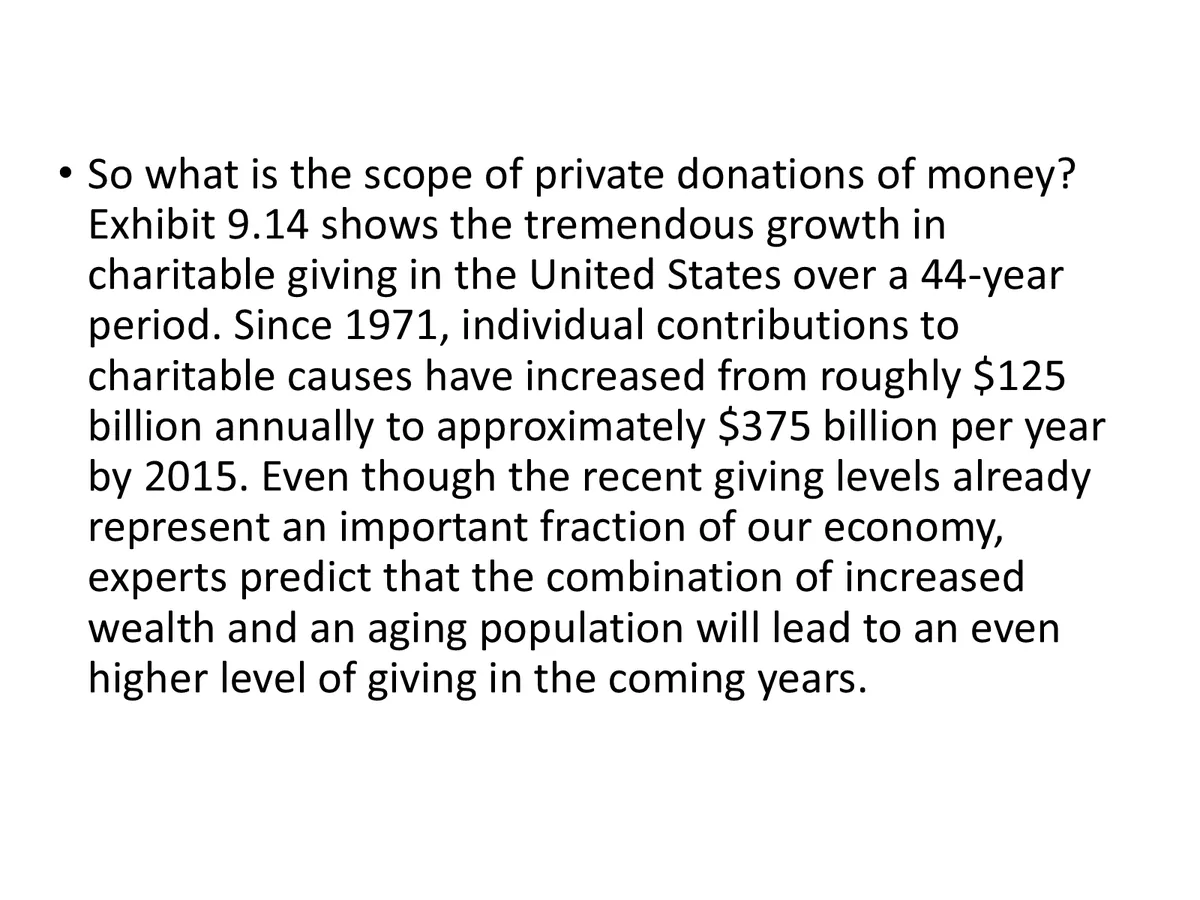 • So what is the scope of private donations of money?
Exhibit 9.14 shows the tremendous growth in
charitable giving in the United States over a 44-year
period. Since 1971, individual contributions to
charitable causes have increased from roughly $125
billion annually to approximately $375 billion per year
by 2015. Even though the recent giving levels already
represent an important fraction of our economy,
experts predict that the combination of increased
wealth and an aging population will lead to an even
higher level of giving in the coming years.